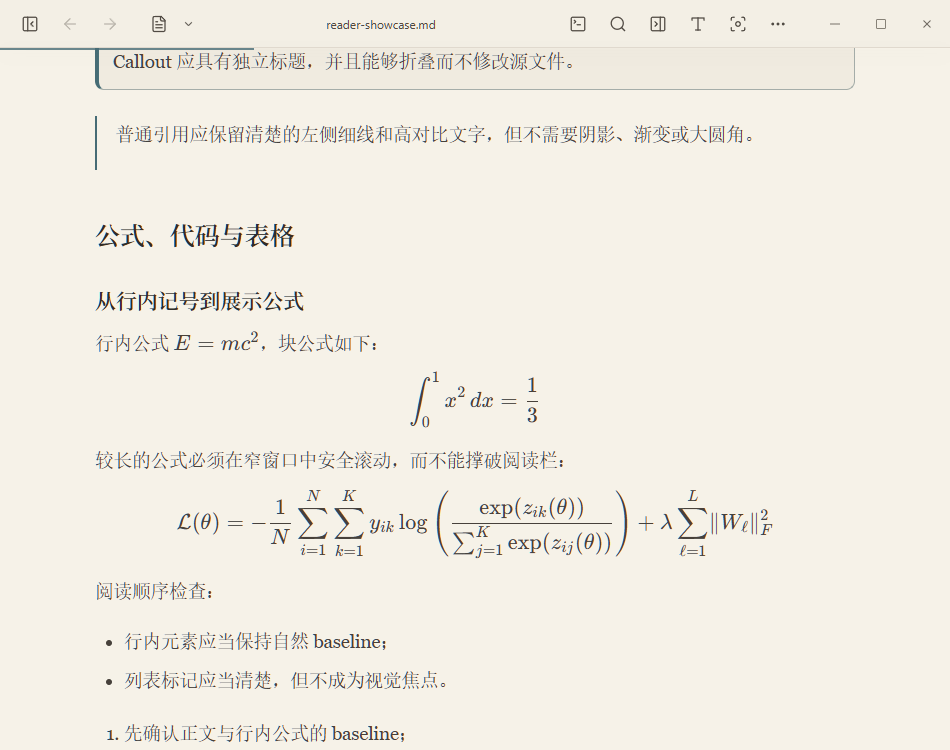 reader-showcase.md
Callout 应具有独立标题，并且能够折叠而不修改源文件。
普通引用应保留清楚的左侧细线和高对比文字，但不需要阴影、渐变或大圆角。
公式、代码与表格
从行内记号到展示公式
行内公式 E = mc²，块公式如下：
∫₀¹ x² dx = 1/3
较长的公式必须在窄窗口中安全滚动，而不能撑破阅读栏：
ℒ(θ) = −1/N ∑_{i=1}^{N} ∑_{k=1}^{K} y_{ik} log ( exp(z_{ik}(θ)) / ∑_{j=1}^{K} exp(z_{ij}(θ)) ) + λ ∑_{ℓ=1}^{L} ‖W_ℓ‖_F^2
阅读顺序检查：
• 行内元素应当保持自然 baseline；
• 列表标记应当清楚，但不成为视觉焦点。
1. 先确认正文与行内公式的 baseline；